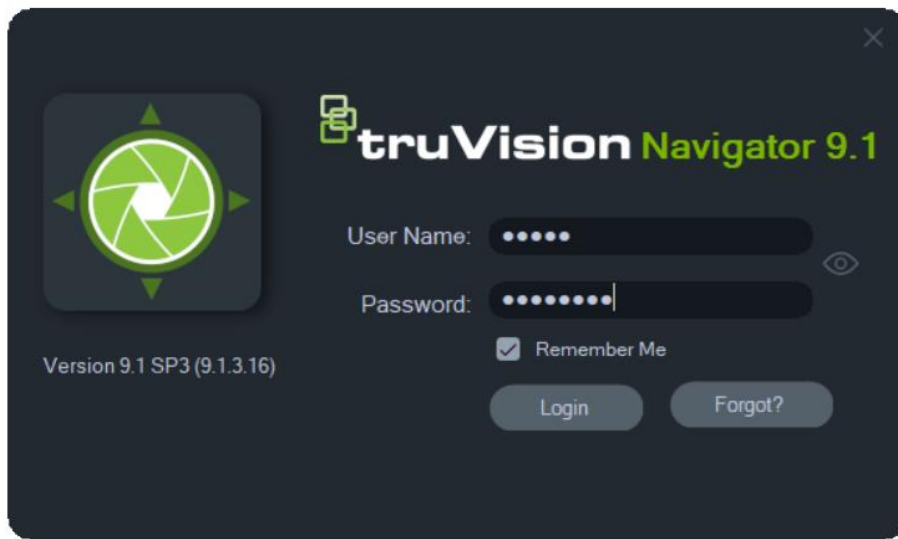 truVision Navigator 9.1
User Name: •••••
Password: ••••••••
Remember Me
Version 9.1 SP3 (9.1.3.16)
Login
Forgot?